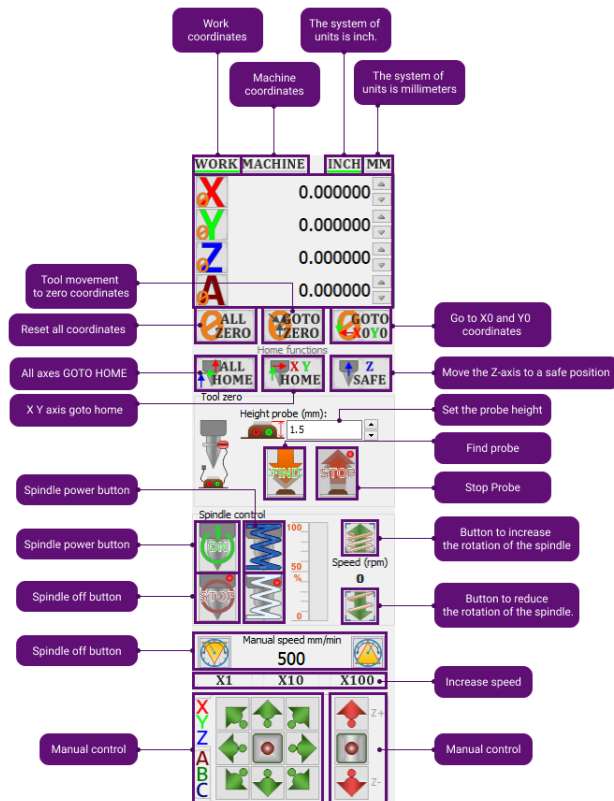 Work
coordinates
The system of
units is inch.
Machine
coordinates
The system of
units is millimeters
WORK MACHINE INCH MM
X 0.000000
Y 0.000000
Z 0.000000
A 0.000000
Tool movement
to zero coordinates
Reset all coordinates
ALL
ZERO
GOTO
ZERO
GOTO
X0Y0
Go to X0 and Y0
coordinates
Home functions
All axes GOTO HOME
ALL
HOME
X Y
HOME
Z
SAFE
Move the Z-axis to a safe position
X Y axis goto home
Tool zero
Height probe (mm):
1.5
Set the probe height
Find probe
FIND
STOP
Stop Probe
Spindle power button
Spindle control
Spindle power button
ON
100
50
%
0
Speed (rpm)
0
Button to increase
the rotation of the spindle
Spindle off button
STOP
Button to reduce
the rotation of the spindle.
Spindle off button
Manual speed mm/min
500
X1 X10 X100
Increase speed
Manual control
X
Y
Z
A
B
C
Z+
Z-
Manual control